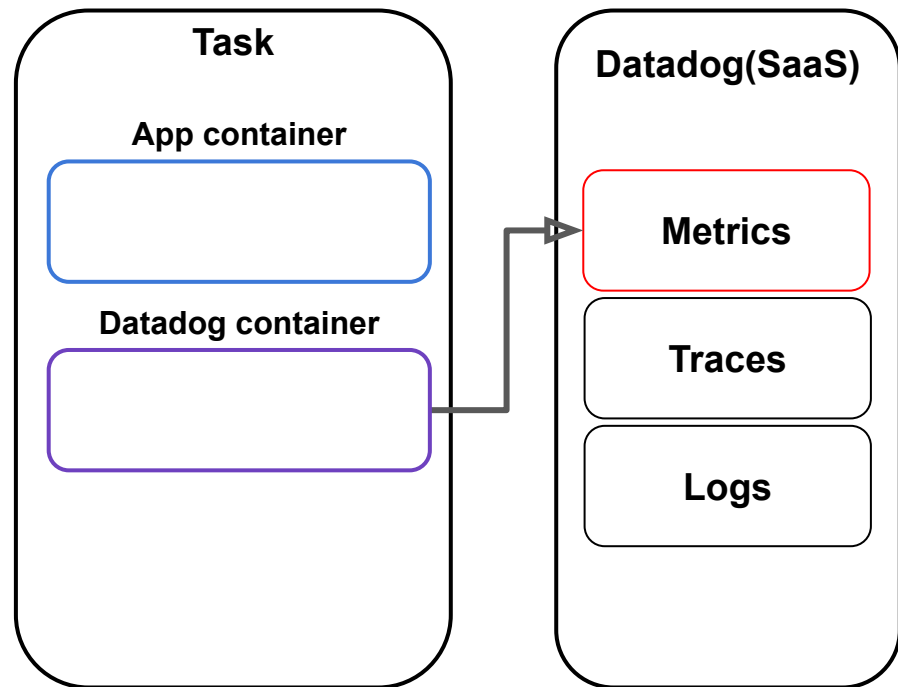 Task
App container
Datadog container
Datadog(SaaS)
Metrics
Traces
Logs